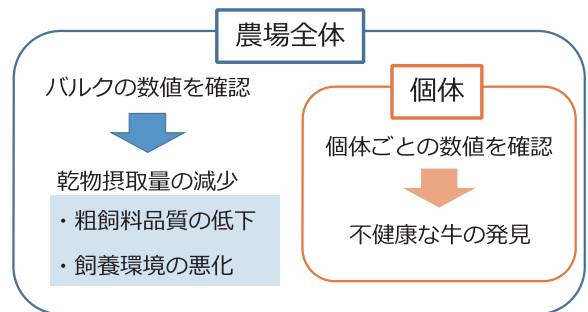 農場全体
バルクの数値を確認
乾物摂取量の減少
・粗飼料品質の低下
・飼養環境の悪化
個体
個体ごとの数値を確認
不健康な牛の発見